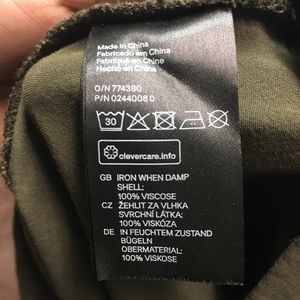 Made in China
Fabricado em China
Fabriqué en Chine
Hecho en China
O/N 774380
P/N 0244008 0
30
clevercare.info
GB IRON WHEN DAMP
SHELL:
100% VISCOSE
CZ ŽEHLIT ZA VLHKA
SVRCHNÍ LÁTKA:
100% VISKÓZA
DE IN FEUCHTEM ZUSTAND
BÜGELN
OBERMATERIAL:
100% VISKOSE